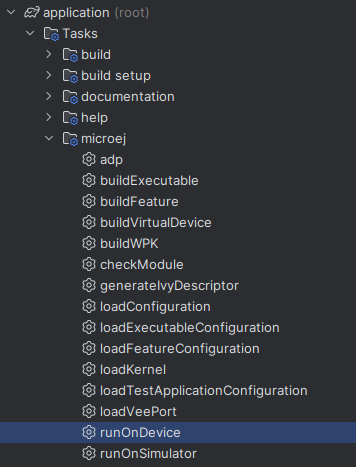 application (root)
Tasks
build
build setup
documentation
help
microej
adp
buildExecutable
buildFeature
buildVirtualDevice
buildWPK
checkModule
generateIvyDescriptor
loadConfiguration
loadExecutableConfiguration
loadFeatureConfiguration
loadKernel
loadTestApplicationConfiguration
loadVeePort
runOnDevice
runOnSimulator